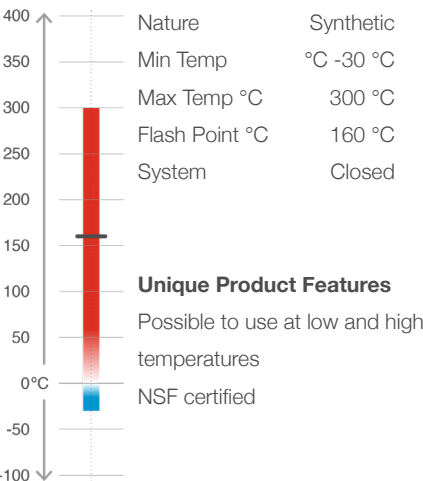 400
350
300
250
200
150
100
50
0°C
-50
-100
Nature Synthetic
Min Temp °C -30 °C
Max Temp °C 300 °C
Flash Point °C 160 °C
System Closed
Unique Product Features
Possible to use at low and high
temperatures
NSF certified